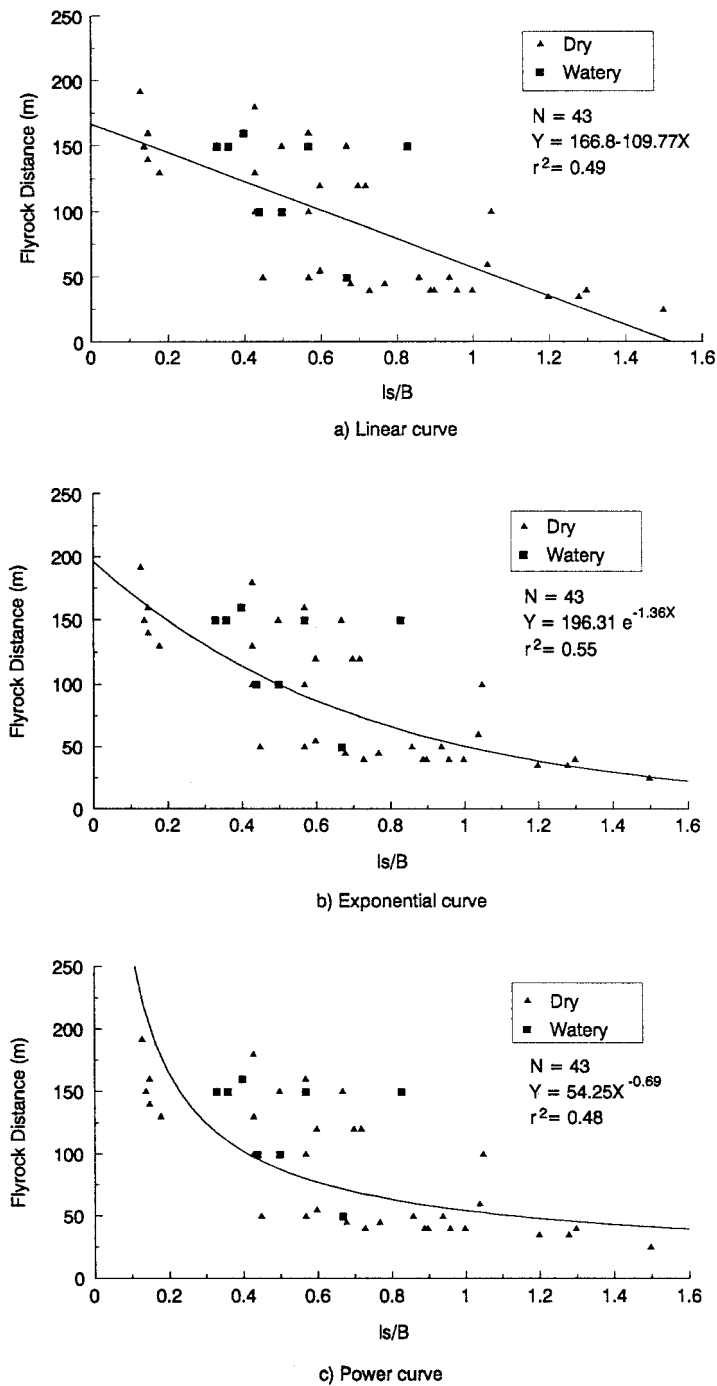 250
200
150
100
50
0
Flyrock Distance (m)
▲ Dry
■ Watery
N = 43
Y = 166.8-109.77X
r²= 0.49
0 0.2 0.4 0.6 0.8 1 1.2 1.4 1.6
Is/B
a) Linear curve
250
200
150
100
50
0
Flyrock Distance (m)
▲ Dry
■ Watery
N = 43
Y = 196.31 e^-1.36X
r²= 0.55
0 0.2 0.4 0.6 0.8 1 1.2 1.4 1.6
Is/B
b) Exponential curve
250
200
150
100
50
0
Flyrock Distance (m)
▲ Dry
■ Watery
N = 43
Y = 54.25X^-0.69
r²= 0.48
0 0.2 0.4 0.6 0.8 1 1.2 1.4 1.6
Is/B
c) Power curve